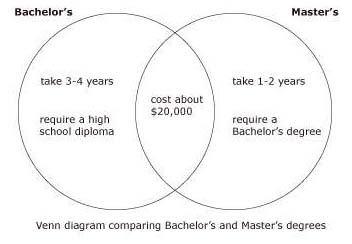 Bachelor's
Master's
take 3-4 years
require a high
school diploma
cost about
$20,000
take 1-2 years
require a
Bachelor's degree
Venn diagram comparing Bachelor's and Master's degrees